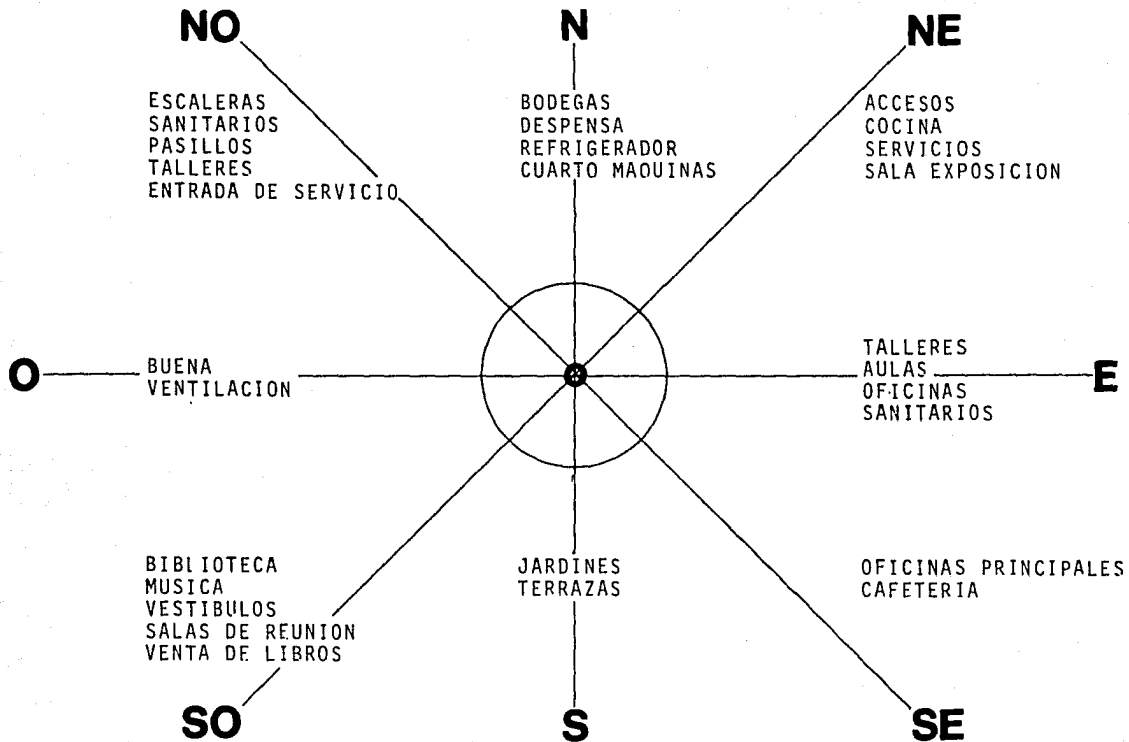 NO
N
NE
ESCALERAS
SANITARIOS
PASILLOS
TALLERES
ENTRADA DE SERVICIO
BODEGAS
DESPENSA
REFRIGERADOR
CUARTO MAQUINAS
ACCESOS
COCINA
SERVICIOS
SALA EXPOSICION
O
BUENA
VENTILACION
TALLERES
AULAS
OFICINAS
SANITARIOS
E
BIBLIOTECA
MUSICA
VESTIBULOS
SALAS DE REUNION
VENTA DE LIBROS
JARDINES
TERRAZAS
OFICINAS PRINCIPALES
CAFETERIA
SO
S
SE